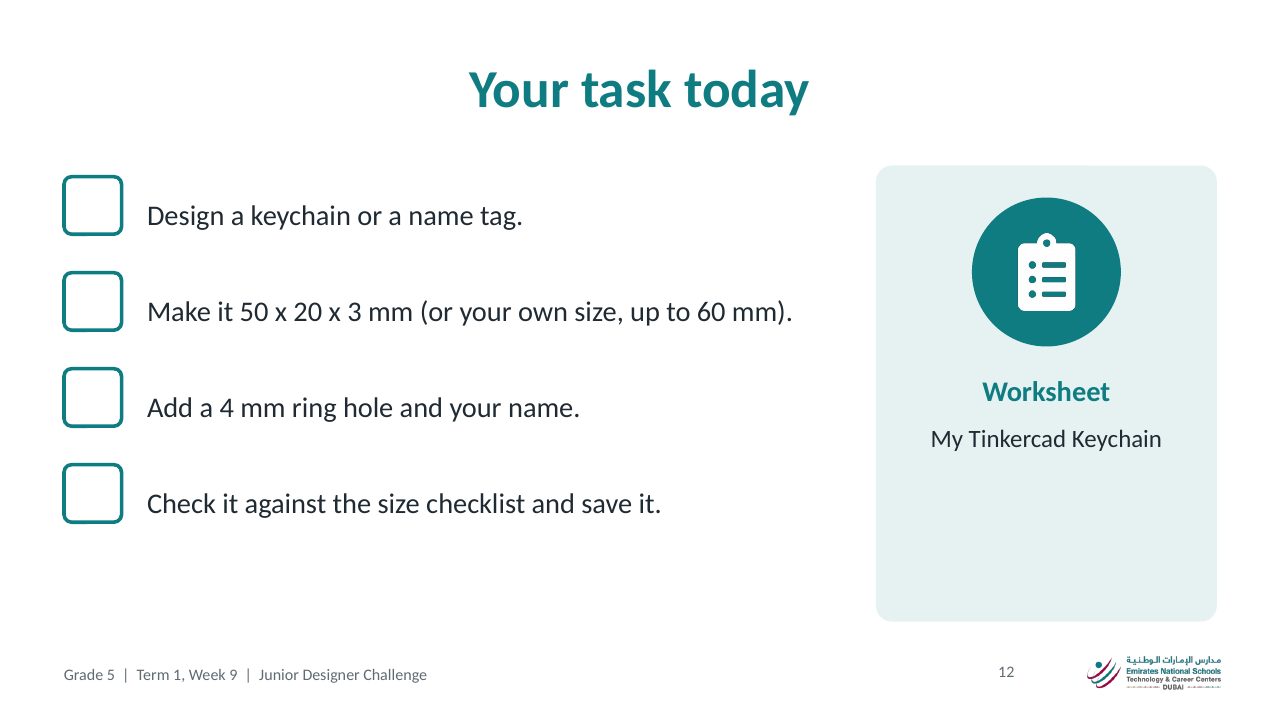 Your task today
Design a keychain or a name tag.
Make it 50 x 20 x 3 mm (or your own size, up to 60 mm).
Add a 4 mm ring hole and your name.
Check it against the size checklist and save it.
Worksheet
My Tinkercad Keychain
Grade 5 | Term 1, Week 9 | Junior Designer Challenge
12
مدارس الإمارات الوطنية
Emirates National Schools
Technology & Career Centers
DUBAI